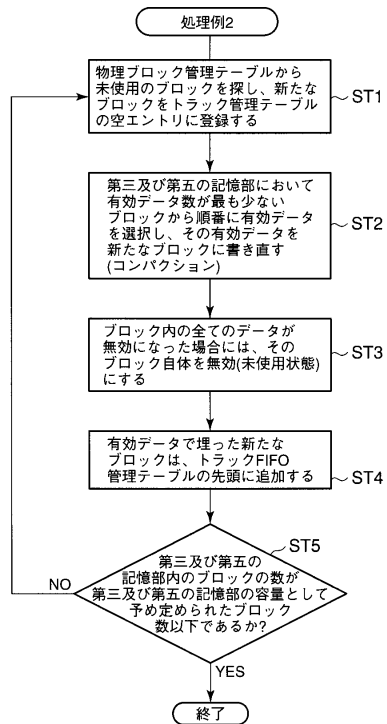 処理例2
物理ブロック管理テーブルから
未使用のブロックを探し、新たな
ブロックをトラック管理テーブル
の空エントリに登録する
ST1
第三及び第五の記憶部において
有効データ数が最も少ない
ブロックから順番に有効データ
を選択し、その有効データを
新たなブロックに書き直す
(コンパクション)
ST2
ブロック内の全てのデータが
無効になった場合には、その
ブロック自体を無効(未使用状態)
にする
ST3
有効データで埋った新たな
ブロックは、トラックFIFO
管理テーブルの先頭に追加する
ST4
ST5
第三及び第五の
記憶部内のブロックの数が
第三及び第五の記憶部の容量として
予め定められたブロック
数以下であるか?
NO
YES
終了